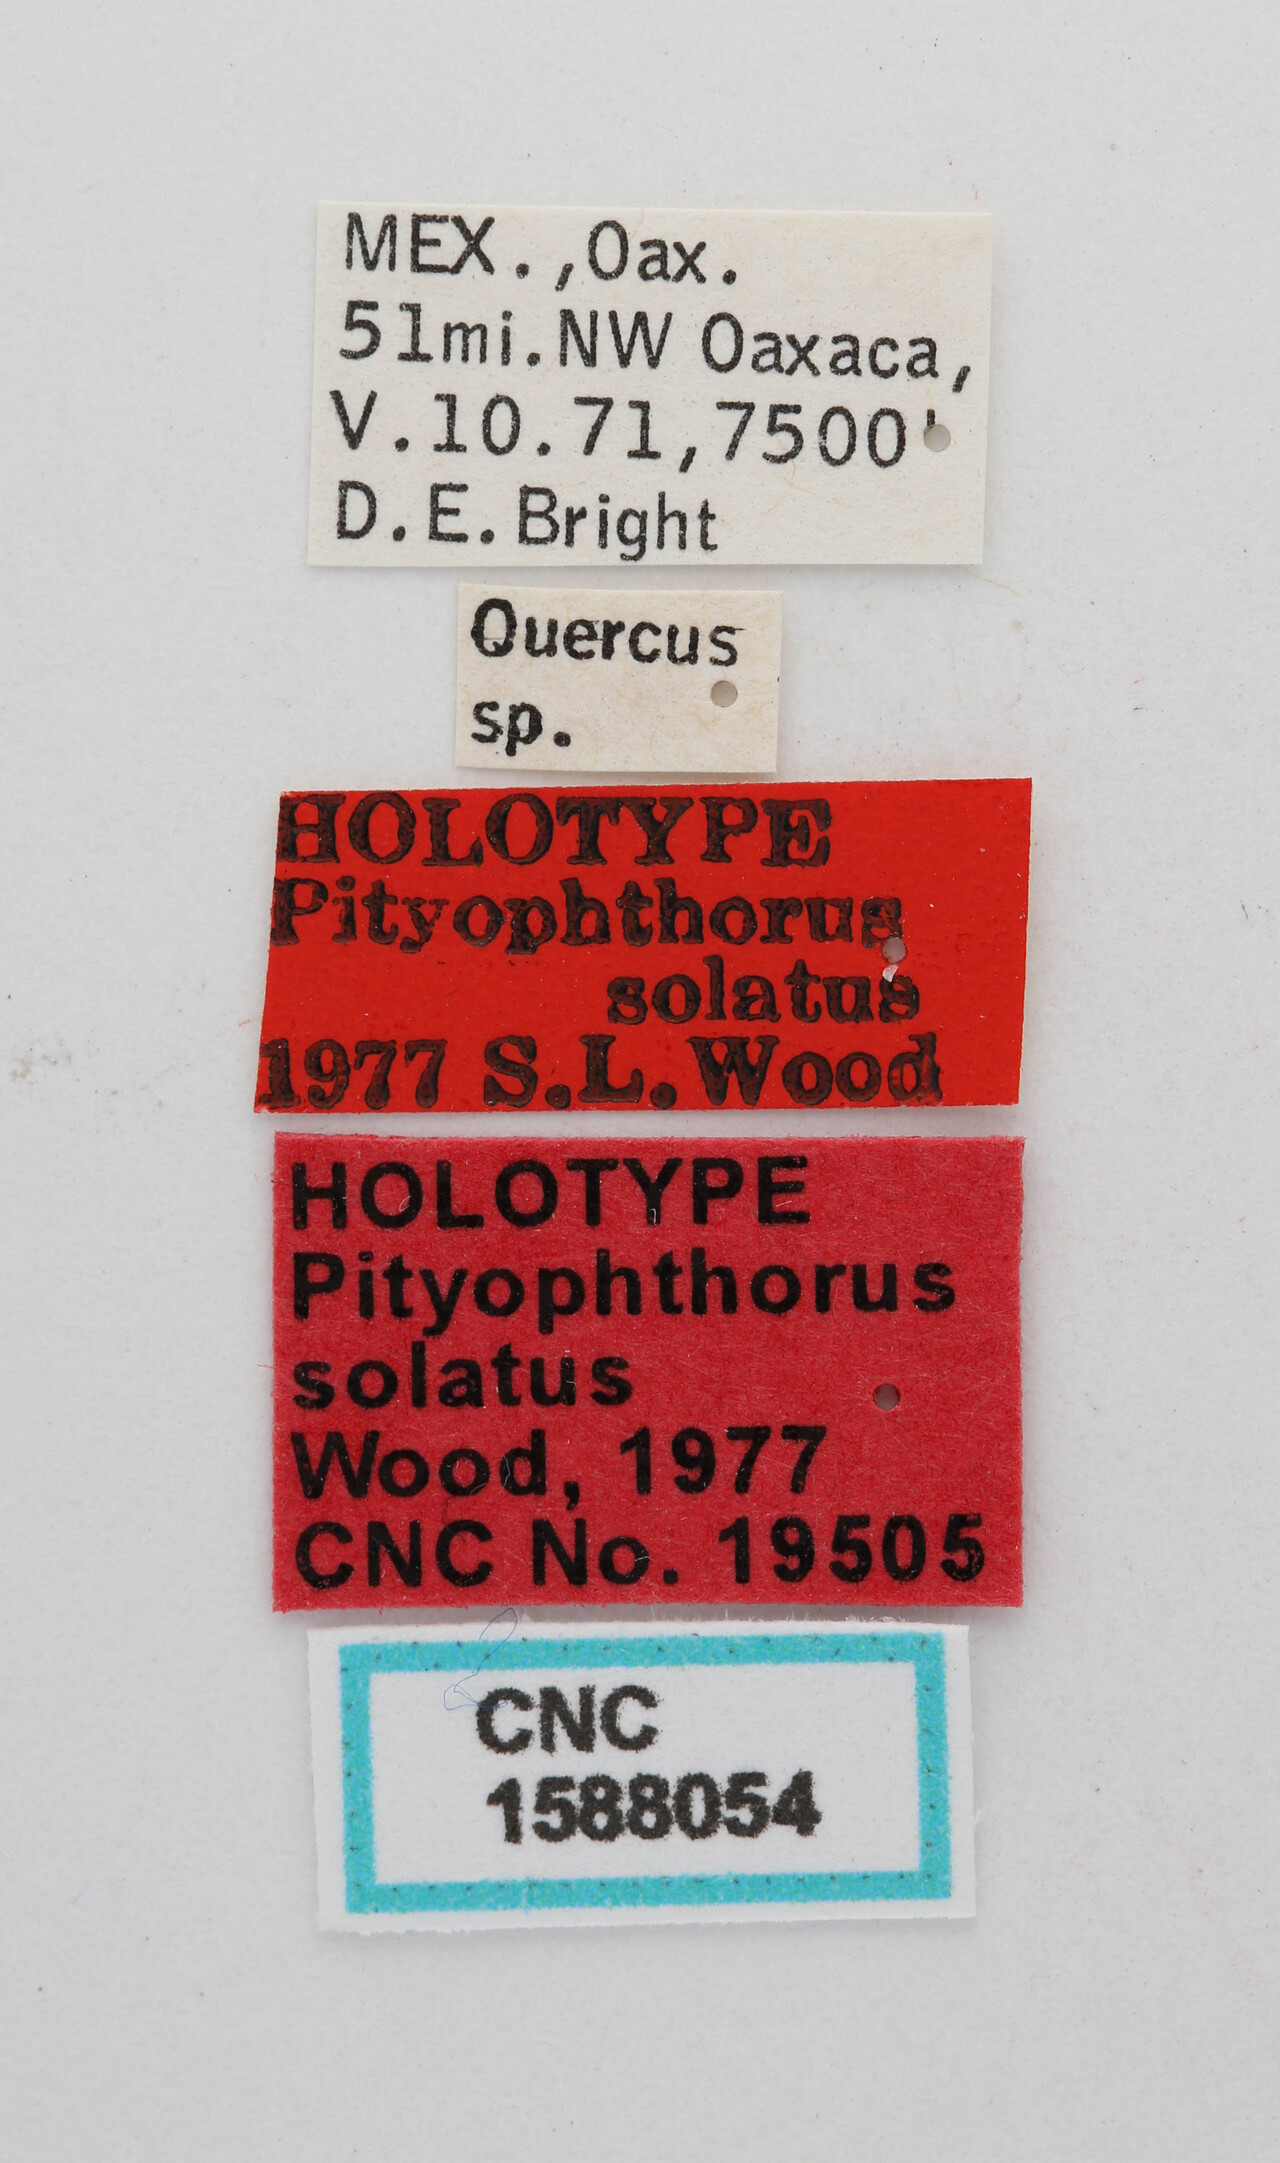 MEX.,Oax.
51mi.NW Oaxaca,
V.10.71,7500'
D.E.Bright
Quercus
sp.
HOLOTYPE
Pityophthorus
solatus
1977 S.L.Wood
HOLOTYPE
Pityophthorus
solatus
Wood, 1977
CNC No. 19505
CNC
1588054